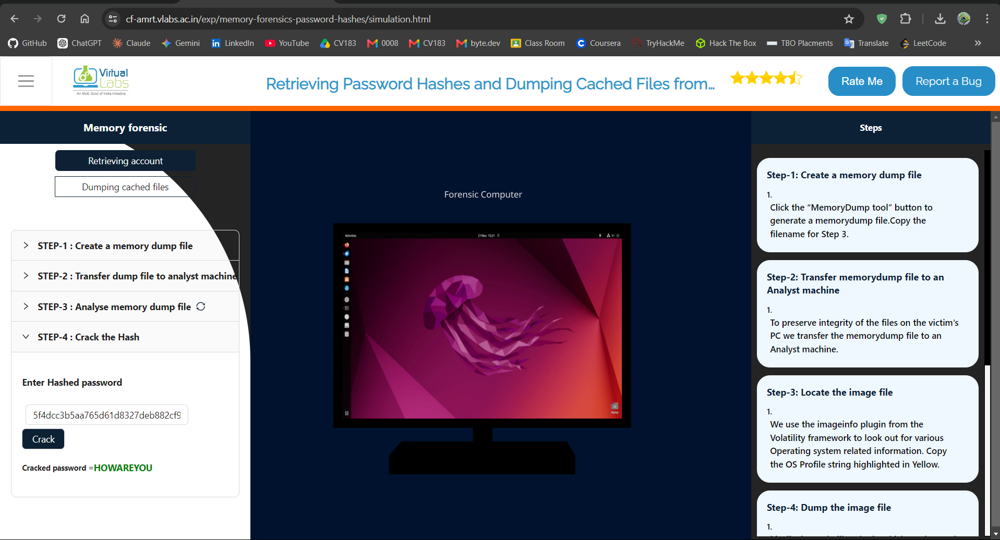 cf-amrt.vlabs.ac.in/exp/memory-forensics-password-hashes/simulation.html
GitHub ChatGPT Claude Gemini LinkedIn YouTube CV183 0008 CV183 byte.dev Class Room Coursera TryHackMe Hack The Box TBO Placments Translate LeetCode »
Virtual
Labs
An MoE Govt of India Initiative
Retrieving Password Hashes and Dumping Cached Files from...
Rate Me
Report a Bug
Memory forensic
Retrieving account
Dumping cached files
STEP-1 : Create a memory dump file
STEP-2 : Transfer dump file to analyst machine
STEP-3 : Analyse memory dump file
STEP-4 : Crack the Hash
Enter Hashed password
5f4dcc3b5aa765d61d8327deb882cf9
Crack
Cracked password =HOWAREYOU
Forensic Computer
Activities
21 Nov 15:21
Home
Steps
Step-1: Create a memory dump file
1.
Click the “MemoryDump tool” button to
generate a memorydump file.Copy the
filename for Step 3.
Step-2: Transfer memorydump file to an
Analyst machine
1.
To preserve integrity of the files on the victim's
PC we transfer the memorydump file to an
Analyst machine.
Step-3: Locate the image file
1.
We use the imageinfo plugin from the
Volatility framework to look out for various
Operating system related information. Copy
the OS Profile string highlighted in Yellow.
Step-4: Dump the image file
1.